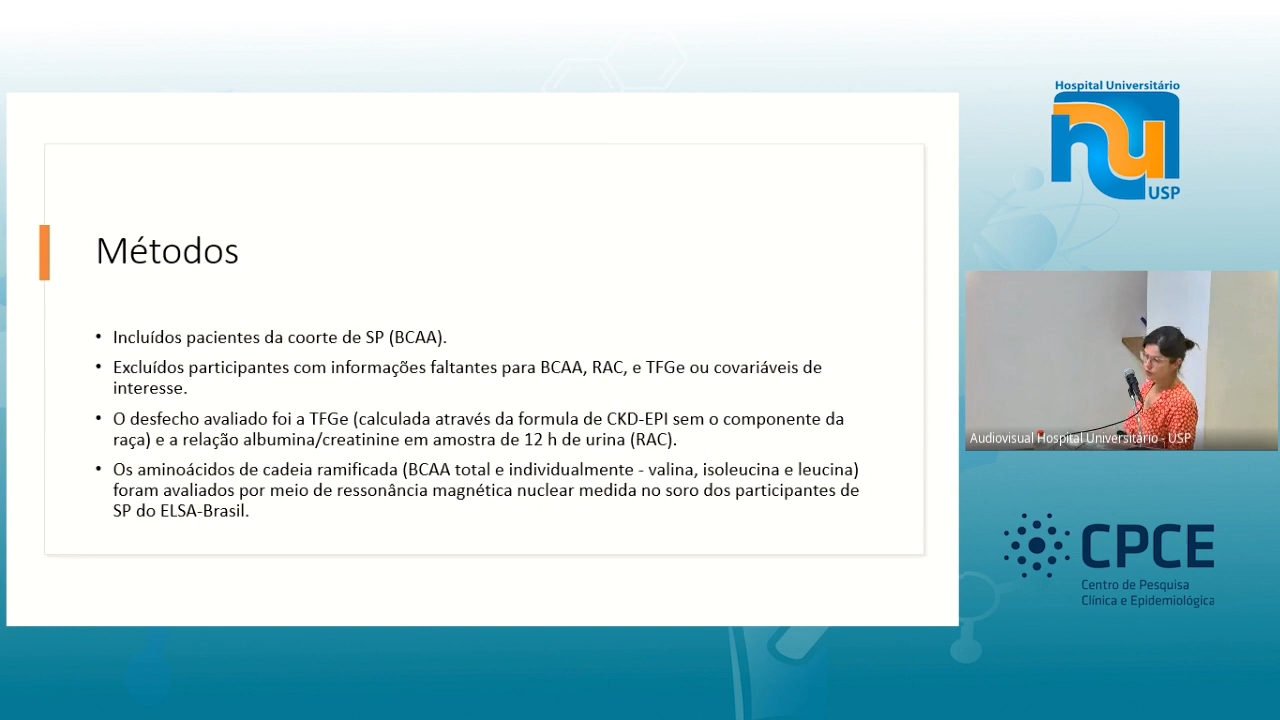 Hospital Universitário
hu
USP
Métodos
• Incluídos pacientes da coorte de SP (BCAA).
• Excluídos participantes com informações faltantes para BCAA, RAC, e TFGe ou covariáveis de
interesse.
• O desfecho avaliado foi a TFGe (calculada através da formula de CKD-EPI sem o componente da
raça) e a relação albumina/creatinine em amostra de 12 h de urina (RAC).
• Os aminoácidos de cadeia ramificada (BCAA total e individualmente - valina, isoleucina e leucina)
foram avaliados por meio de ressonância magnética nuclear medida no soro dos participantes de
SP do ELSA-Brasil.
Audiovisual Hospital Universitário - USP
CPCE
Centro de Pesquisa
Clínica e Epidemiológica